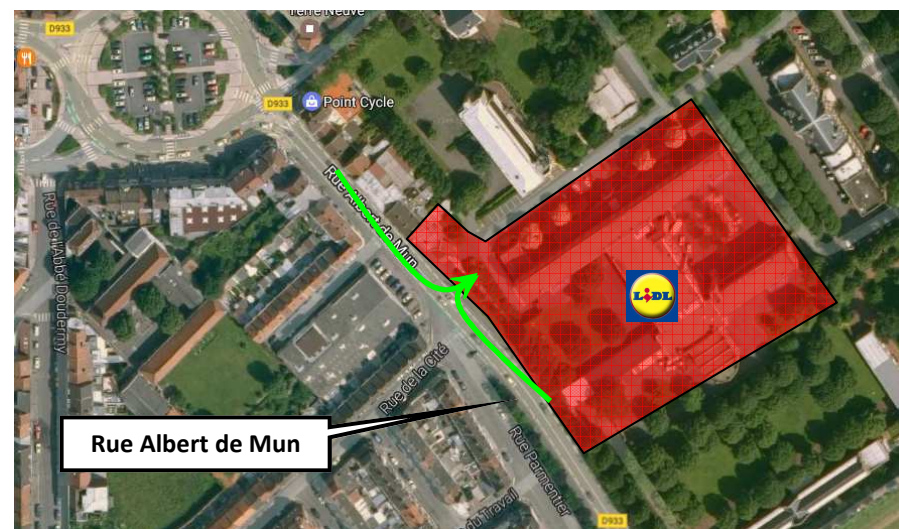 Terre Neuve
D933
D933
Point Cycle
Rue Albert de Mun
Rue de l'Abbé Doudermy
LIDL
Rue de la Cité
Rue Albert de Mun
Rue Parmentier
du Travail
D933